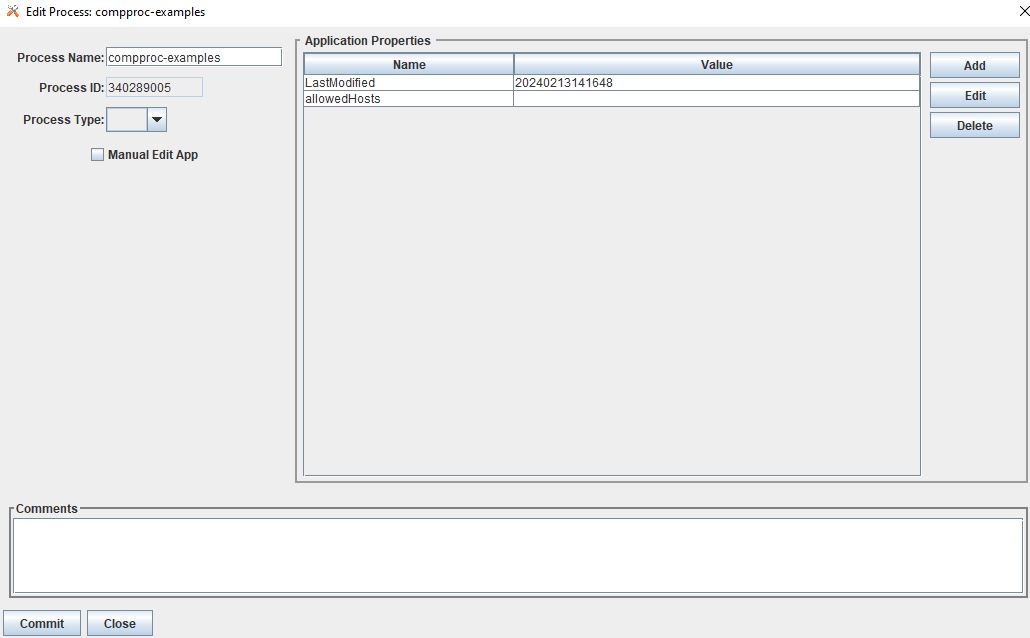 Edit Process: compproc-examples
Process Name: compproc-examples
Process ID: 340289005
Process Type:
Manual Edit App
Application Properties
Name Value
LastModified 20240213141648
allowedHosts
Add
Edit
Delete
Comments
Commit Close